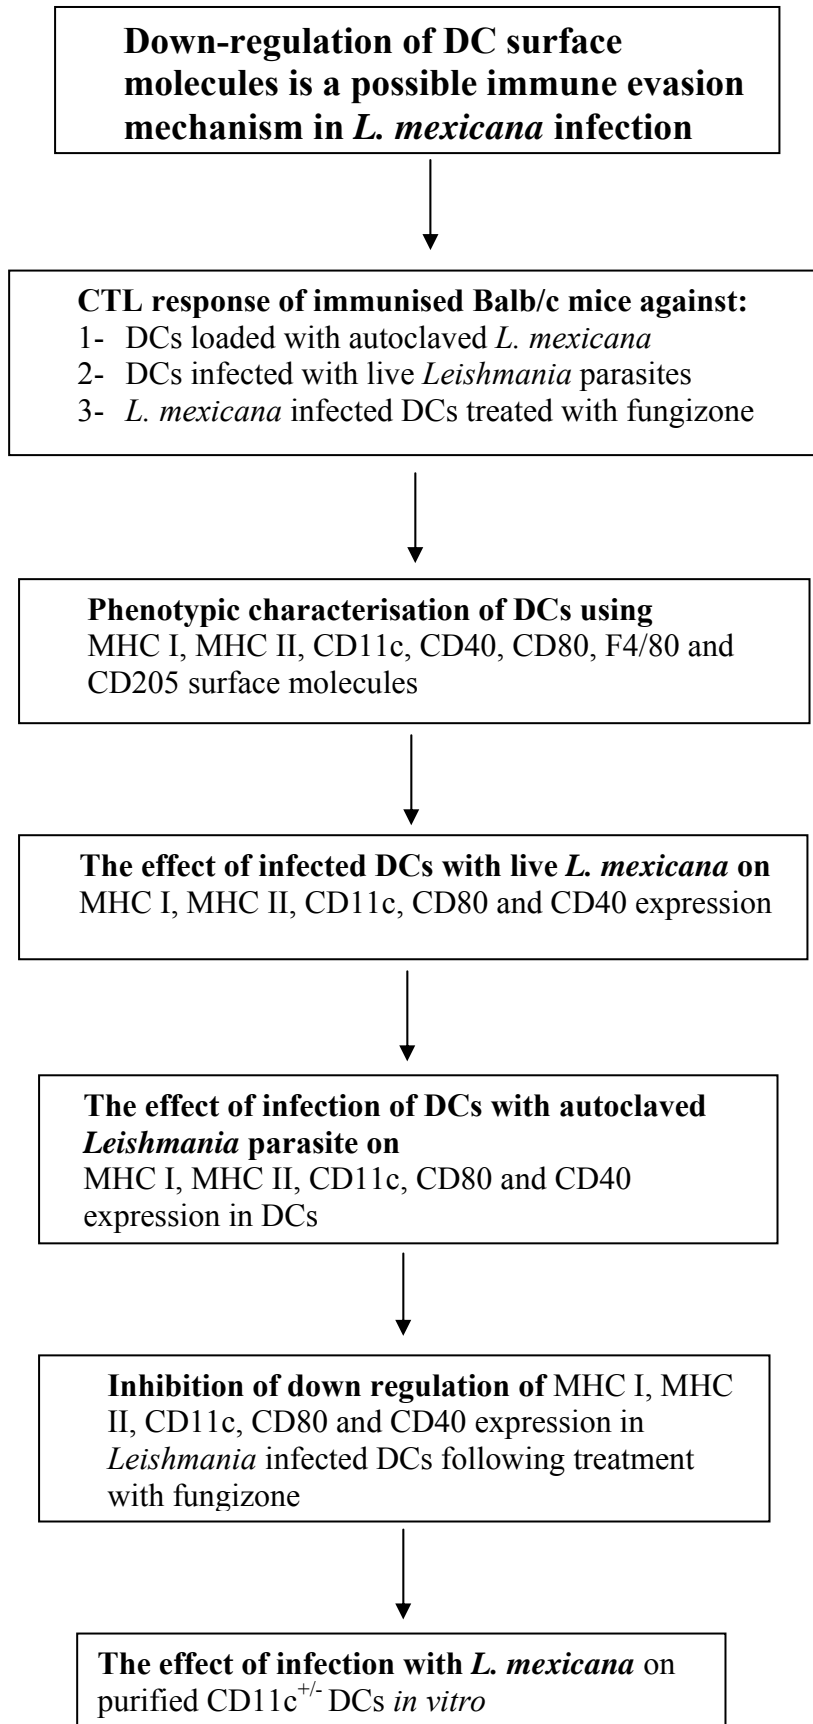 Down-regulation of DC surface
molecules is a possible immune evasion
mechanism in L. mexicana infection
CTL response of immunised Balb/c mice against:
1- DCs loaded with autoclaved L. mexicana
2- DCs infected with live Leishmania parasites
3- L. mexicana infected DCs treated with fungizone
Phenotypic characterisation of DCs using
MHC I, MHC II, CD11c, CD40, CD80, F4/80 and
CD205 surface molecules
The effect of infected DCs with live L. mexicana on
MHC I, MHC II, CD11c, CD80 and CD40 expression
The effect of infection of DCs with autoclaved
Leishmania parasite on
MHC I, MHC II, CD11c, CD80 and CD40
expression in DCs
Inhibition of down regulation of MHC I, MHC
II, CD11c, CD80 and CD40 expression in
Leishmania infected DCs following treatment
with fungizone
The effect of infection with L. mexicana on
purified CD11c+/- DCs in vitro